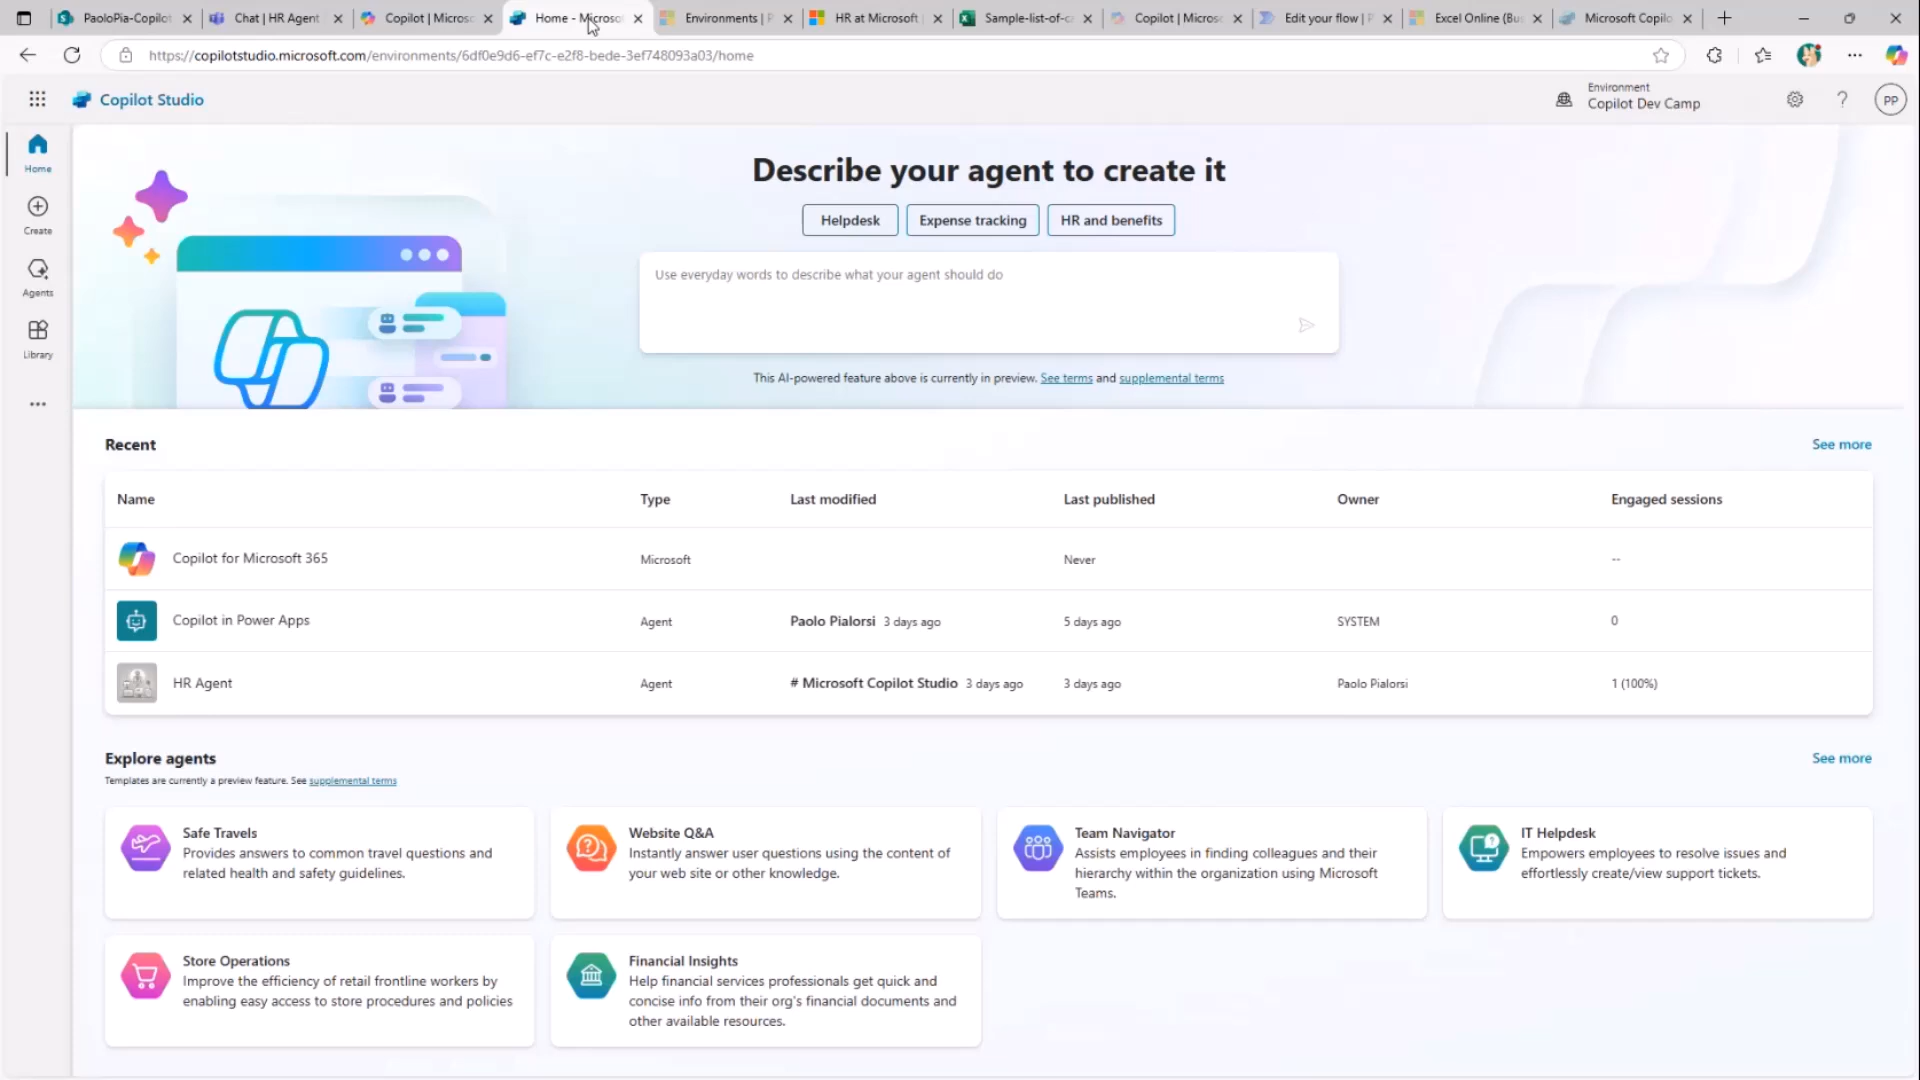 PaoloPia-Copilot
Chat | HR Agent
Copilot | Microso
Home - Microso
Environments | P
HR at Microsoft
Sample-list-of-ca
Copilot | Microso
Edit your flow | P
Excel Online (Bus
Microsoft Copilo
https://copilotstudio.microsoft.com/environments/6df0e9d6-ef7c-e2f8-bede-3ef748093a03/home
Copilot Studio
Environment
Copilot Dev Camp
PP
Home
Create
Agents
Library
Describe your agent to create it
Helpdesk
Expense tracking
HR and benefits
Use everyday words to describe what your agent should do
This AI-powered feature above is currently in preview. See terms and supplemental terms
Recent
See more
Name Type Last modified Last published Owner Engaged sessions
Copilot for Microsoft 365 Microsoft Never --
Copilot in Power Apps Agent Paolo Pialorsi 3 days ago 5 days ago SYSTEM 0
HR Agent Agent # Microsoft Copilot Studio 3 days ago 3 days ago Paolo Pialorsi 1 (100%)
Explore agents
See more
Templates are currently a preview feature. See supplemental terms
Safe Travels
Provides answers to common travel questions and
related health and safety guidelines.
Website Q&A
Instantly answer user questions using the content of
your web site or other knowledge.
Team Navigator
Assists employees in finding colleagues and their
hierarchy within the organization using Microsoft
Teams.
IT Helpdesk
Empowers employees to resolve issues and
effortlessly create/view support tickets.
Store Operations
Improve the efficiency of retail frontline workers by
enabling easy access to store procedures and policies
Financial Insights
Help financial services professionals get quick and
concise info from their org's financial documents and
other available resources.